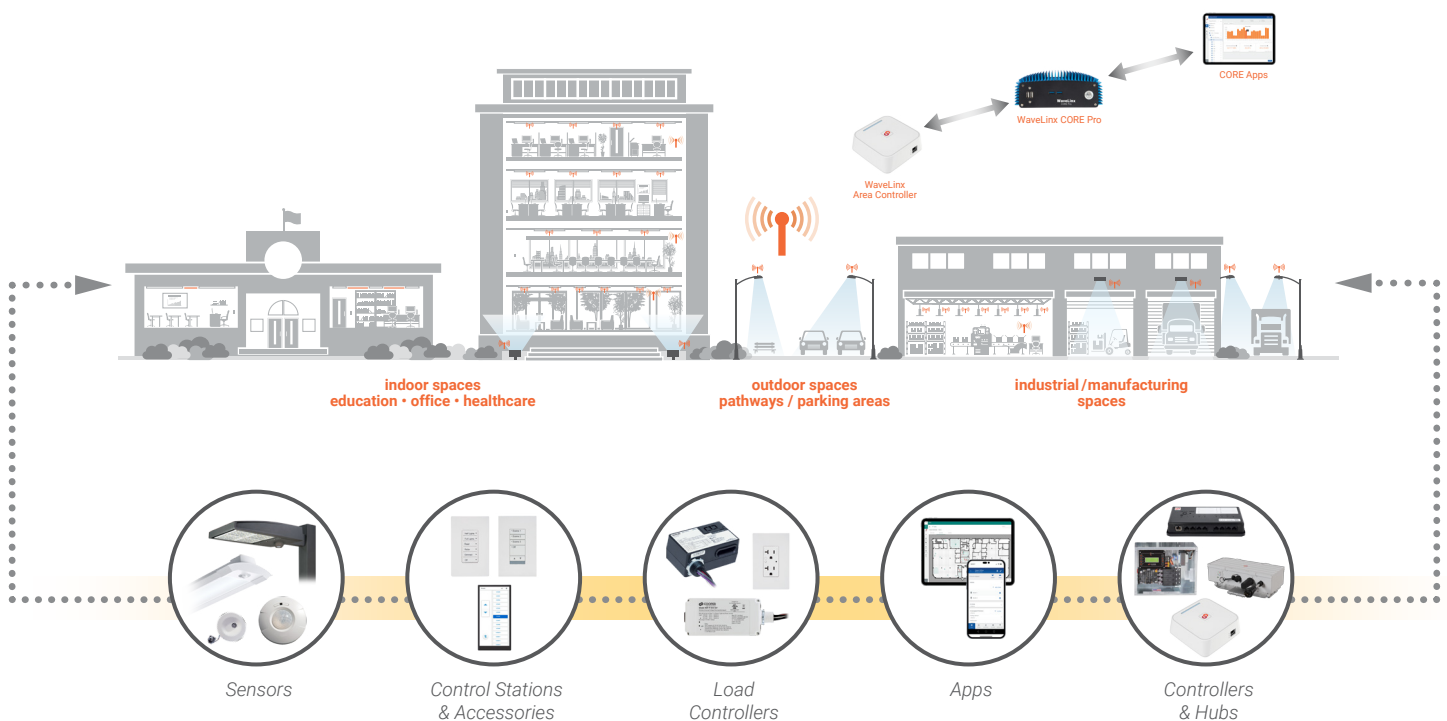 CORE Apps
WaveLinx
WaveLinx CORE Pro
WaveLinx
Area Controller
indoor spaces
education • office • healthcare
outdoor spaces
pathways / parking areas
industrial/manufacturing
spaces
Sensors
Control Stations
& Accessories
Load
Controllers
Apps
Controllers
& Hubs